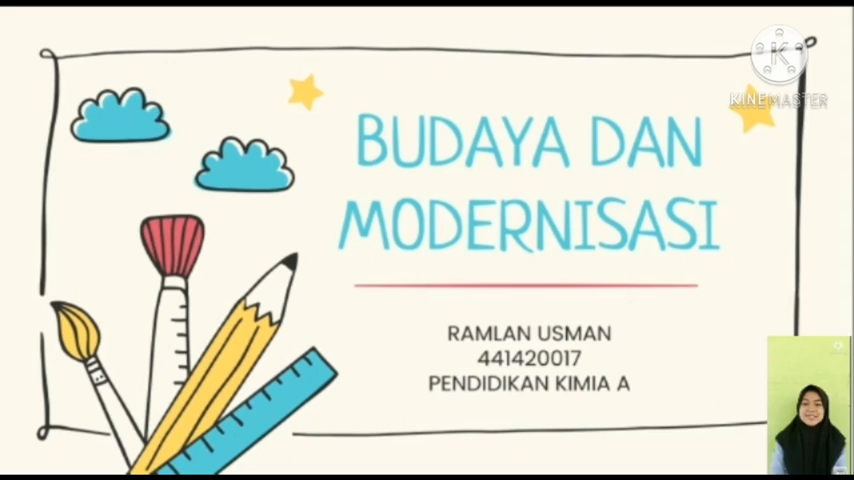 KINEMASTER
BUDAYA DAN
MODERNISASI
RAMLAN USMAN
441420017
PENDIDIKAN KIMIA A